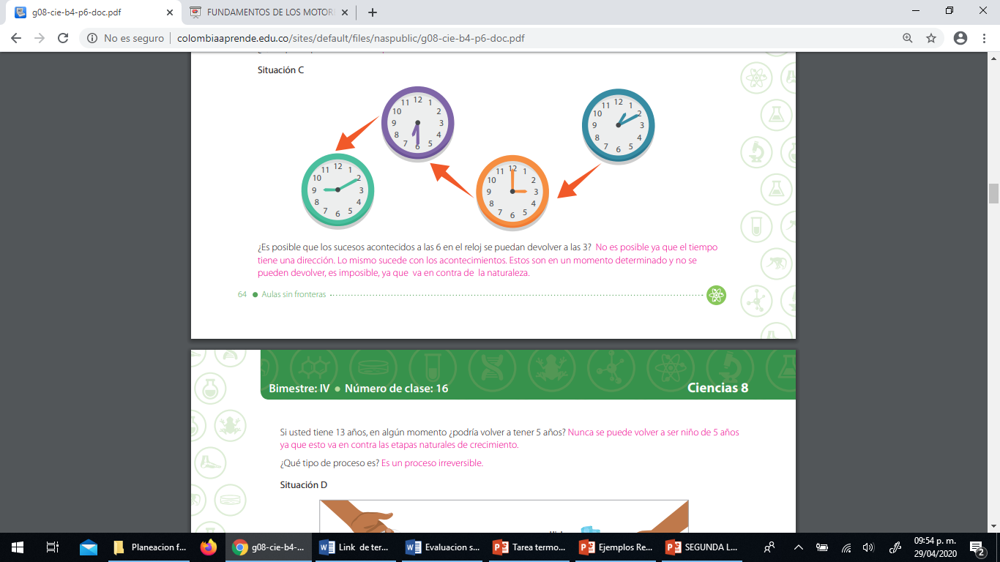 g08-cie-b4-p6-doc.pdf
FUNDAMENTOS DE LOS MOTOR
No es seguro
colombiaaprende.edu.co/sites/default/files/naspublic/g08-cie-b4-p6-doc.pdf
Situación C
12 1 2 3 4 5 6 7 8 9 10 11
12 1 2 3 4 5 6 7 8 9 10 11
12 1 2 3 4 5 6 7 8 9 10 11
12 1 2 3 4 5 6 7 8 9 10 11
¿Es posible que los sucesos acontecidos a las 6 en el reloj se puedan devolver a las 3? No es posible ya que el tiempo
tiene una dirección. Lo mismo sucede con los acontecimientos. Estos son en un momento determinado y no se
pueden devolver, es imposible, ya que va en contra de la naturaleza.
64 ● Aulas sin fronteras
Bimestre: IV ● Número de clase: 16
Ciencias 8
Si usted tiene 13 años, en algún momento ¿podría volver a tener 5 años? Nunca se puede volver a ser niño de 5 años
ya que esto va en contra las etapas naturales de crecimiento.
¿Qué tipo de proceso es? Es un proceso irreversible.
Situación D
Planeacion f...
g08-cie-b4-...
Link de ter...
Evaluacion s...
Tarea termo...
Ejemplos Re...
SEGUNDA L...
09:54 p. m.
29/04/2020
2